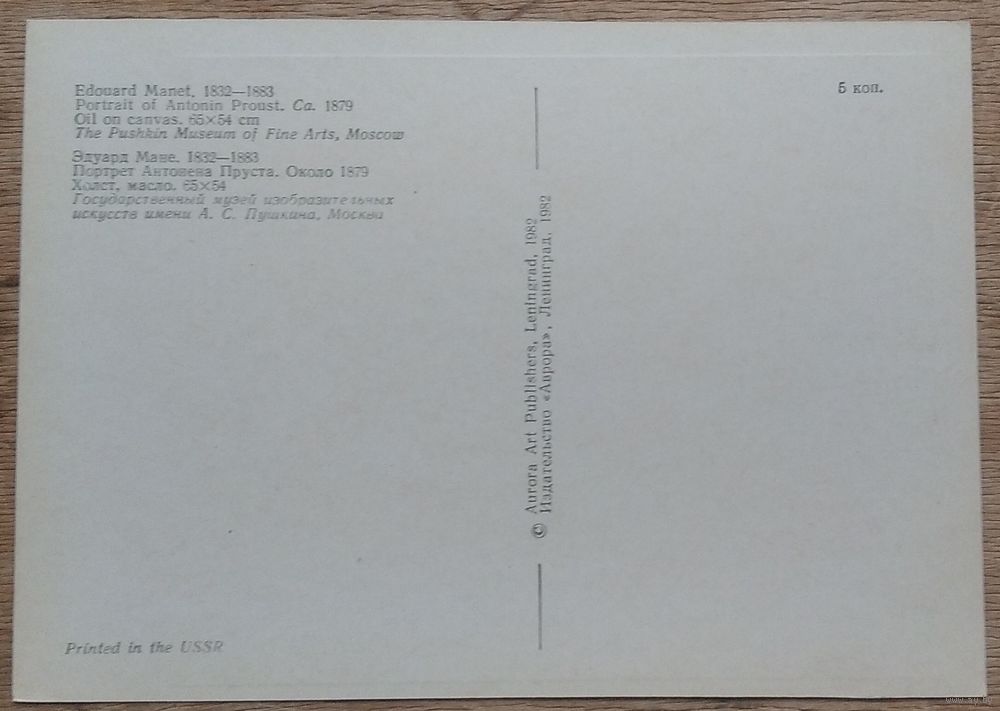 Edouard Manet. 1832—1883
Portrait of Antonin Proust. Ca. 1879
Oil on canvas. 65×54 cm
The Pushkin Museum of Fine Arts, Moscow
Эдуард Мане. 1832—1883
Портрет Антонена Пруста. Около 1879
Холст, масло. 65×54
Государственный музей изобразительных
искусств имени А. С. Пушкина, Москва
5 коп.
© Aurora Art Publishers, Leningrad, 1982
Издательство «Аврора», Ленинград, 1982
Printed in the USSR